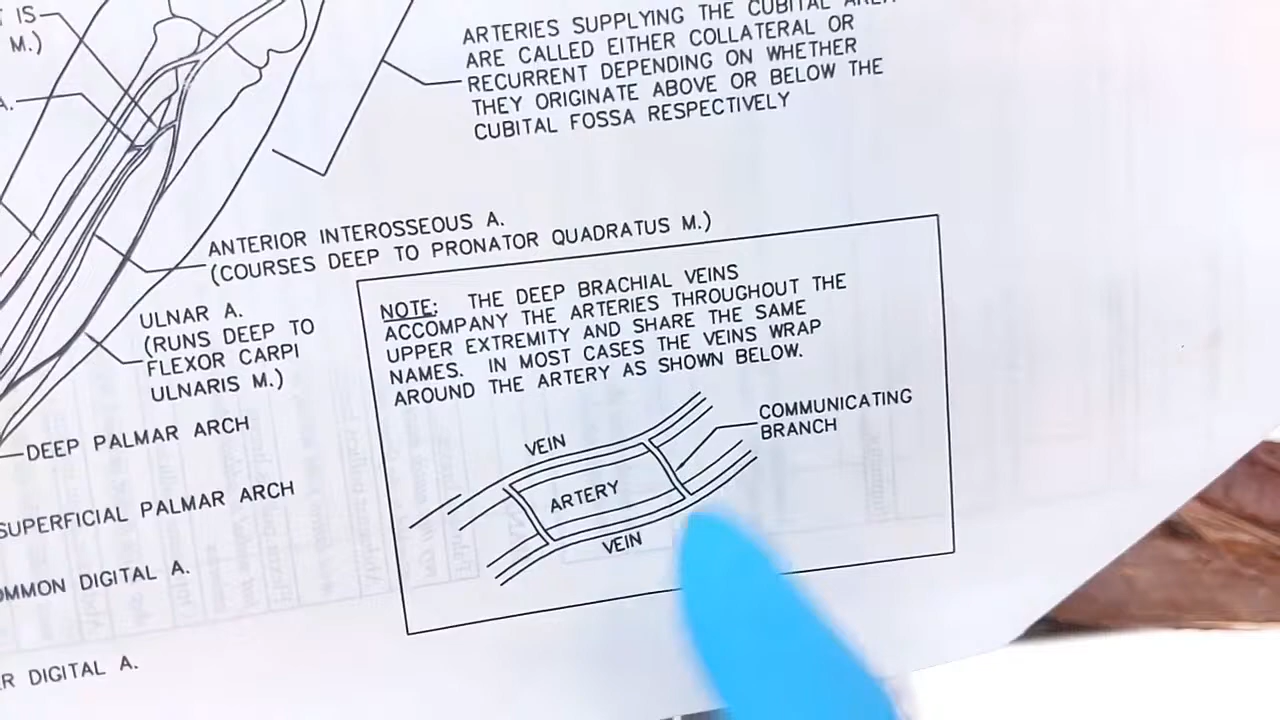 IS
M.)
A.
ARTERIES SUPPLYING THE CUBITAL AREA
ARE CALLED EITHER COLLATERAL OR
RECURRENT DEPENDING ON WHETHER
THEY ORIGINATE ABOVE OR BELOW THE
CUBITAL FOSSA RESPECTIVELY
ANTERIOR INTEROSSEOUS A.
(COURSES DEEP TO PRONATOR QUADRATUS M.)
ULNAR A.
(RUNS DEEP TO
FLEXOR CARPI
ULNARIS M.)
DEEP PALMAR ARCH
SUPERFICIAL PALMAR ARCH
OMMON DIGITAL A.
R DIGITAL A.
NOTE: THE DEEP BRACHIAL VEINS
ACCOMPANY THE ARTERIES THROUGHOUT THE
UPPER EXTREMITY AND SHARE THE SAME
NAMES. IN MOST CASES THE VEINS WRAP
AROUND THE ARTERY AS SHOWN BELOW.
COMMUNICATING
BRANCH
VEIN
ARTERY
VEIN